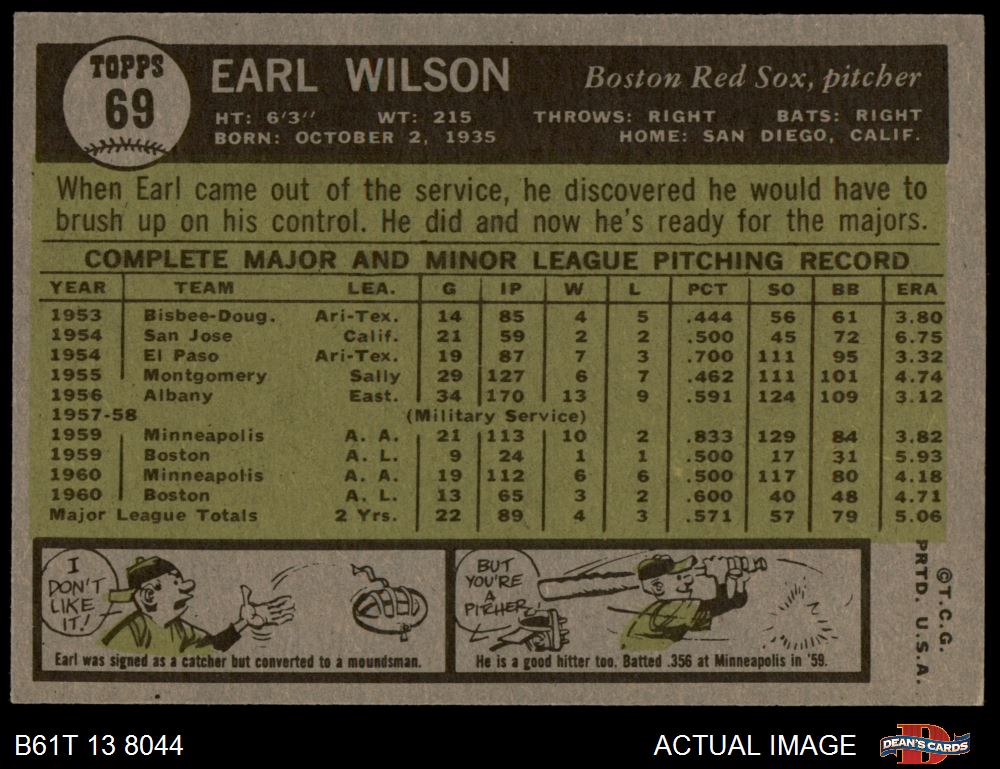 TOPPS
69
EARL WILSON
Boston Red Sox, pitcher
HT: 6'3" WT: 215 THROWS: RIGHT BATS: RIGHT
BORN: OCTOBER 2, 1935 HOME: SAN DIEGO, CALIF.
When Earl came out of the service, he discovered he would have to
brush up on his control. He did and now he's ready for the majors.
COMPLETE MAJOR AND MINOR LEAGUE PITCHING RECORD
YEAR TEAM LEA. G IP W L PCT SO BB ERA
1953 Bisbee-Doug. Ari-Tex. 14 85 4 5 .444 56 61 3.80
1954 San Jose Calif. 21 59 2 2 .500 45 72 6.75
1954 El Paso Ari-Tex. 19 87 7 3 .700 111 95 3.32
1955 Montgomery Sally 29 127 6 7 .462 111 101 4.74
1956 Albany East. 34 170 13 9 .591 124 109 3.12
1957-58 (Military Service)
1959 Minneapolis A. A. 21 113 10 2 .833 129 84 3.82
1959 Boston A. L. 9 24 1 1 .500 17 31 5.93
1960 Minneapolis A. A. 19 112 6 6 .500 117 80 4.18
1960 Boston A. L. 13 65 3 2 .600 40 48 4.71
Major League Totals 2 Yrs. 22 89 4 3 .571 57 79 5.06
I
DON'T
LIKE
IT!
Earl was signed as a catcher but converted to a moundsman.
BUT
YOU'RE
A
PITCHER
He is a good hitter too. Batted .356 at Minneapolis in '59.
©T.C.G.
PRTD. U.S.A.
B61T 13 8044
ACTUAL IMAGE
DEAN'S CARDS